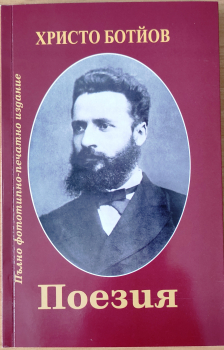 ХРИСТО БОТЙОВ
Пълно фототипно-печатно издание
Поезия